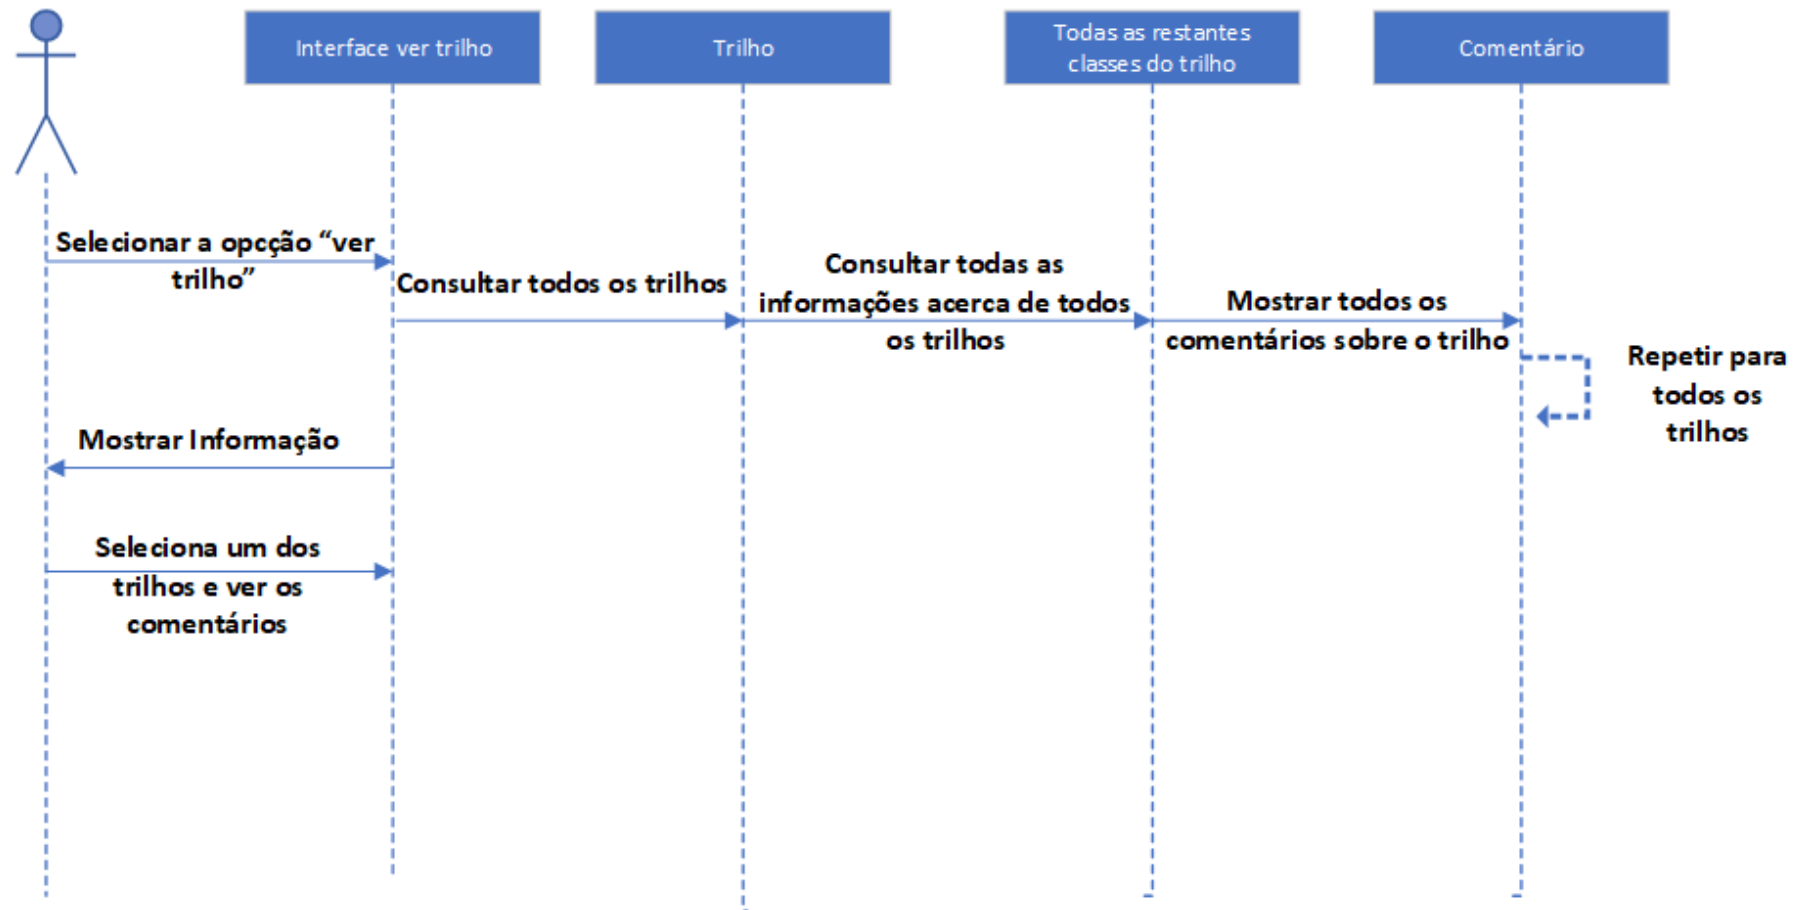 Interface ver trilho
Trilho
Todas as restantes
classes do trilho
Comentário
Selecionar a opcção “ver
trilho”
Consultar todos os trilhos
Consultar todas as
informações acerca de todos
os trilhos
Mostrar todos os
comentários sobre o trilho
Repetir para
todos os
trilhos
Mostrar Informação
Seleciona um dos
trilhos e ver os
comentários